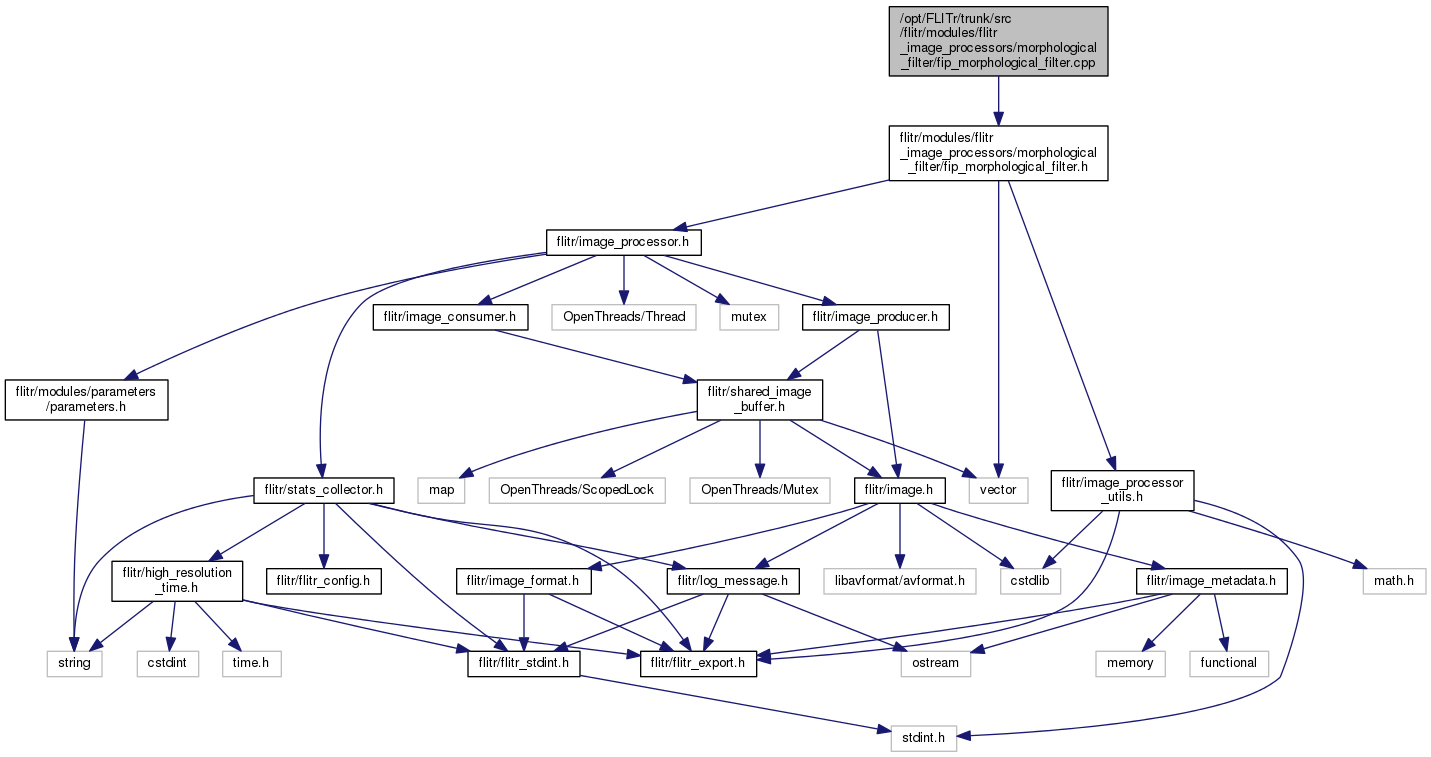 /opt/FLITr/trunk/src
/flitr/modules/flitr
_image_processors/morphological
_filter/fip_morphological_filter.cpp
flitr/modules/flitr
_image_processors/morphological
_filter/fip_morphological_filter.h
flitr/image_processor.h
flitr/image_consumer.h
OpenThreads/Thread
mutex
flitr/image_producer.h
flitr/modules/parameters
/parameters.h
flitr/shared_image
_buffer.h
flitr/stats_collector.h
map
OpenThreads/ScopedLock
OpenThreads/Mutex
flitr/image.h
vector
flitr/image_processor
_utils.h
flitr/high_resolution
_time.h
flitr/flitr_config.h
flitr/image_format.h
flitr/log_message.h
libavformat/avformat.h
cstdlib
flitr/image_metadata.h
math.h
string
cstdint
time.h
flitr/flitr_stdint.h
flitr/flitr_export.h
ostream
memory
functional
stdint.h